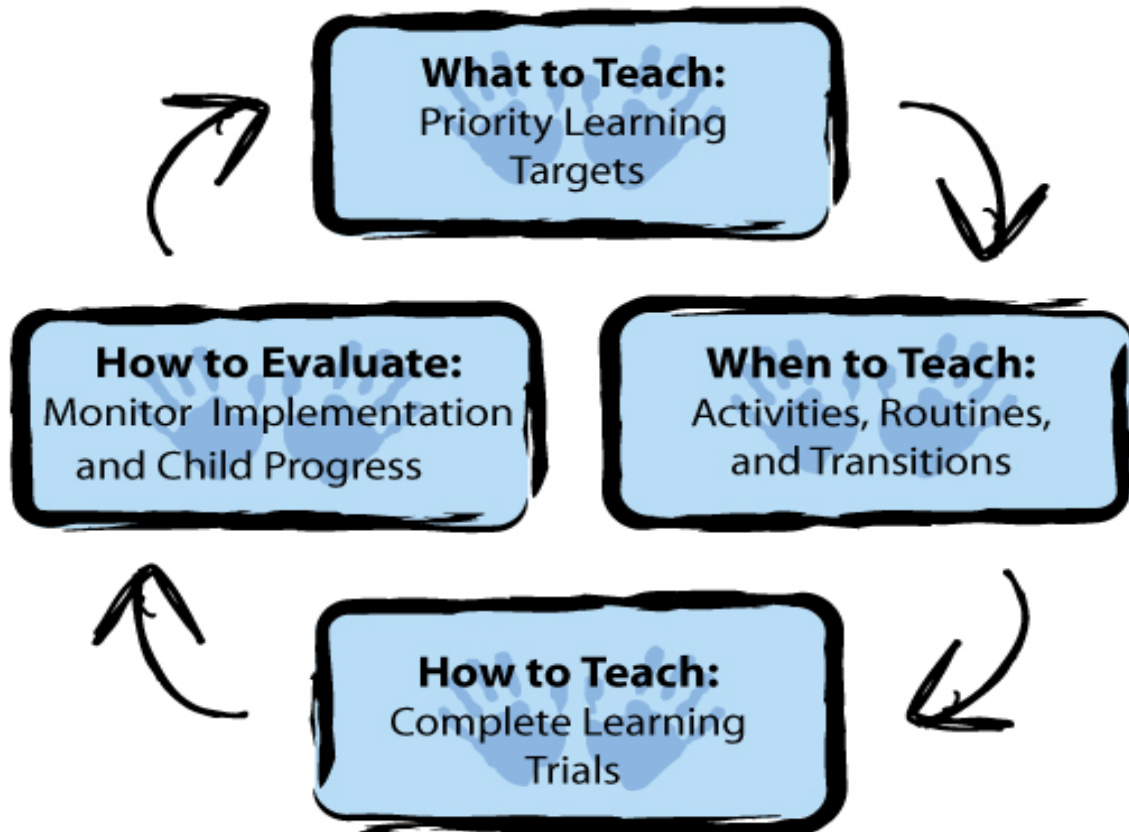 What to Teach:
Priority Learning
Targets
How to Evaluate:
Monitor Implementation
and Child Progress
When to Teach:
Activities, Routines,
and Transitions
How to Teach:
Complete Learning
Trials